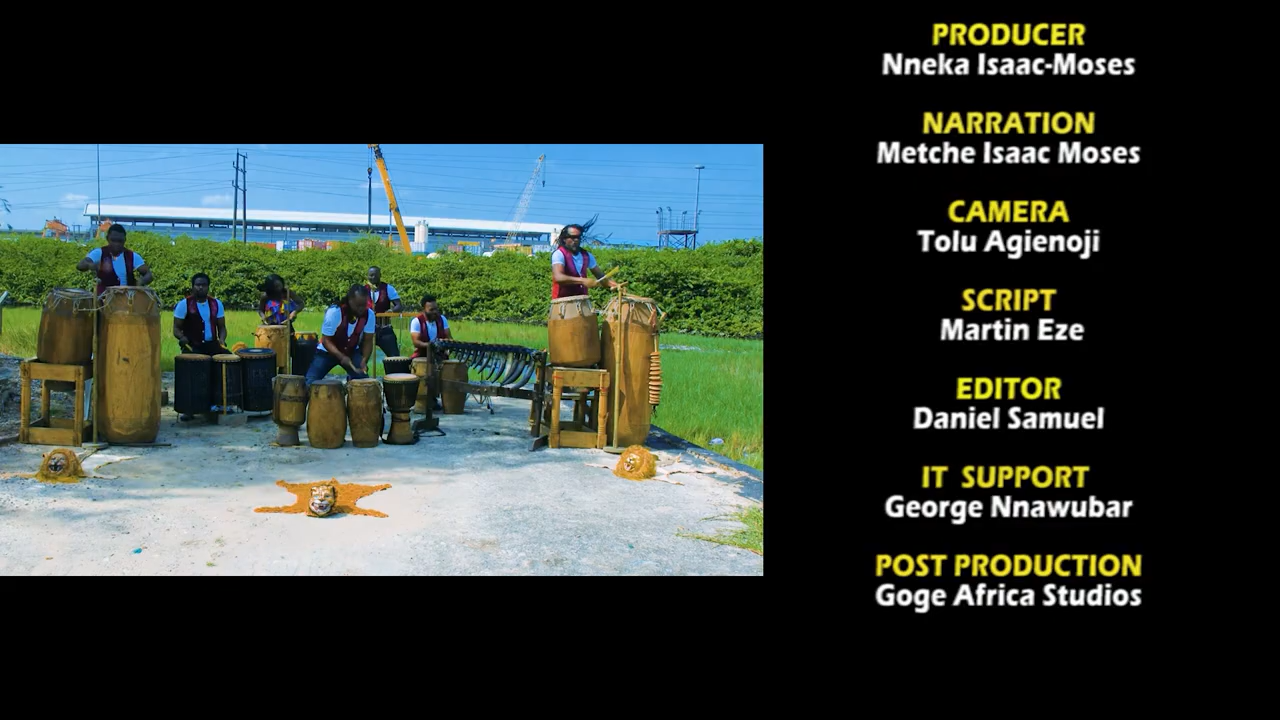 PRODUCER
Nneka Isaac-Moses
NARRATION
Metche Isaac Moses
CAMERA
Tolu Agienoji
SCRIPT
Martin Eze
EDITOR
Daniel Samuel
IT SUPPORT
George Nnawubar
POST PRODUCTION
Goge Africa Studios